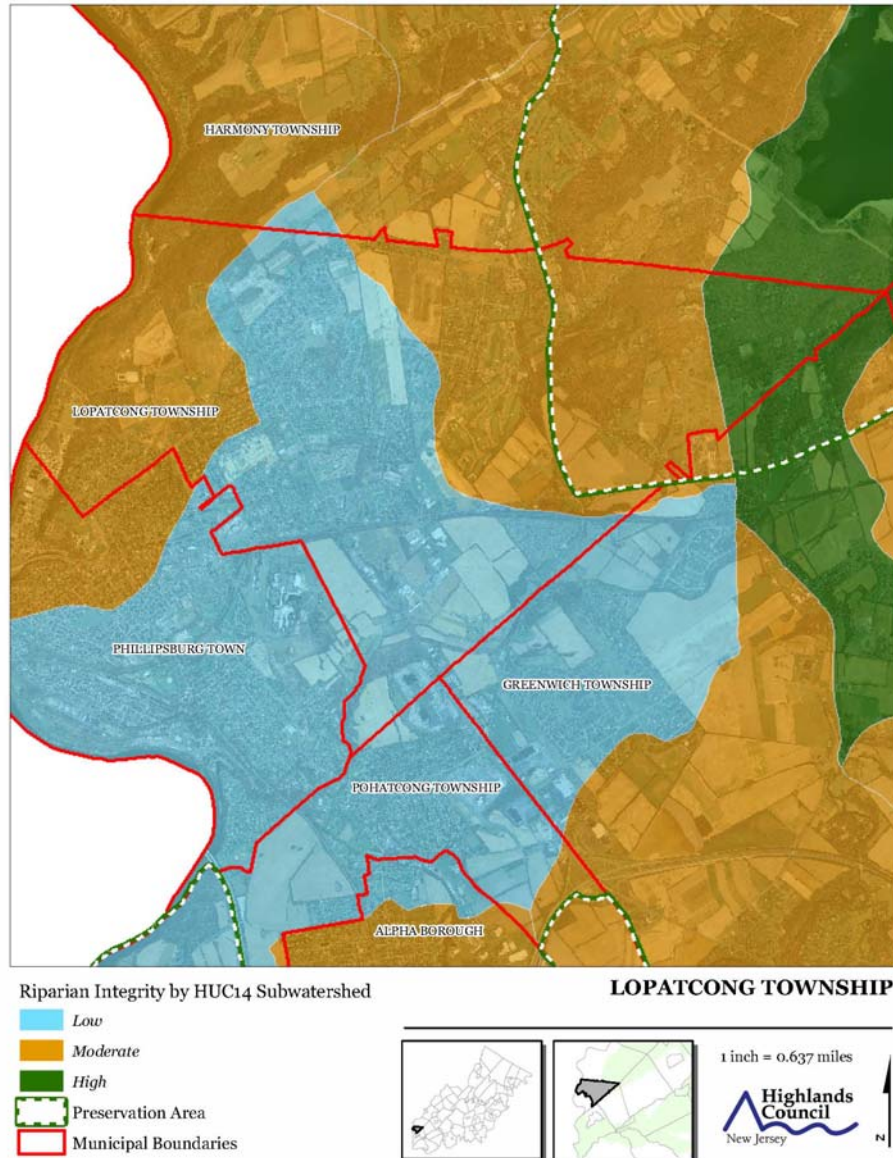 HARMONY TOWNSHIP
LOPATCONG TOWNSHIP
PHILLIPSBURG TOWN
GREENWICH TOWNSHIP
POHATCONG TOWNSHIP
ALPHA BOROUGH
Riparian Integrity by HUC14 Subwatershed
Low
Moderate
High
Preservation Area
Municipal Boundaries
LOPATCONG TOWNSHIP
1 inch = 0.637 miles
Highlands
Council
New Jersey
N